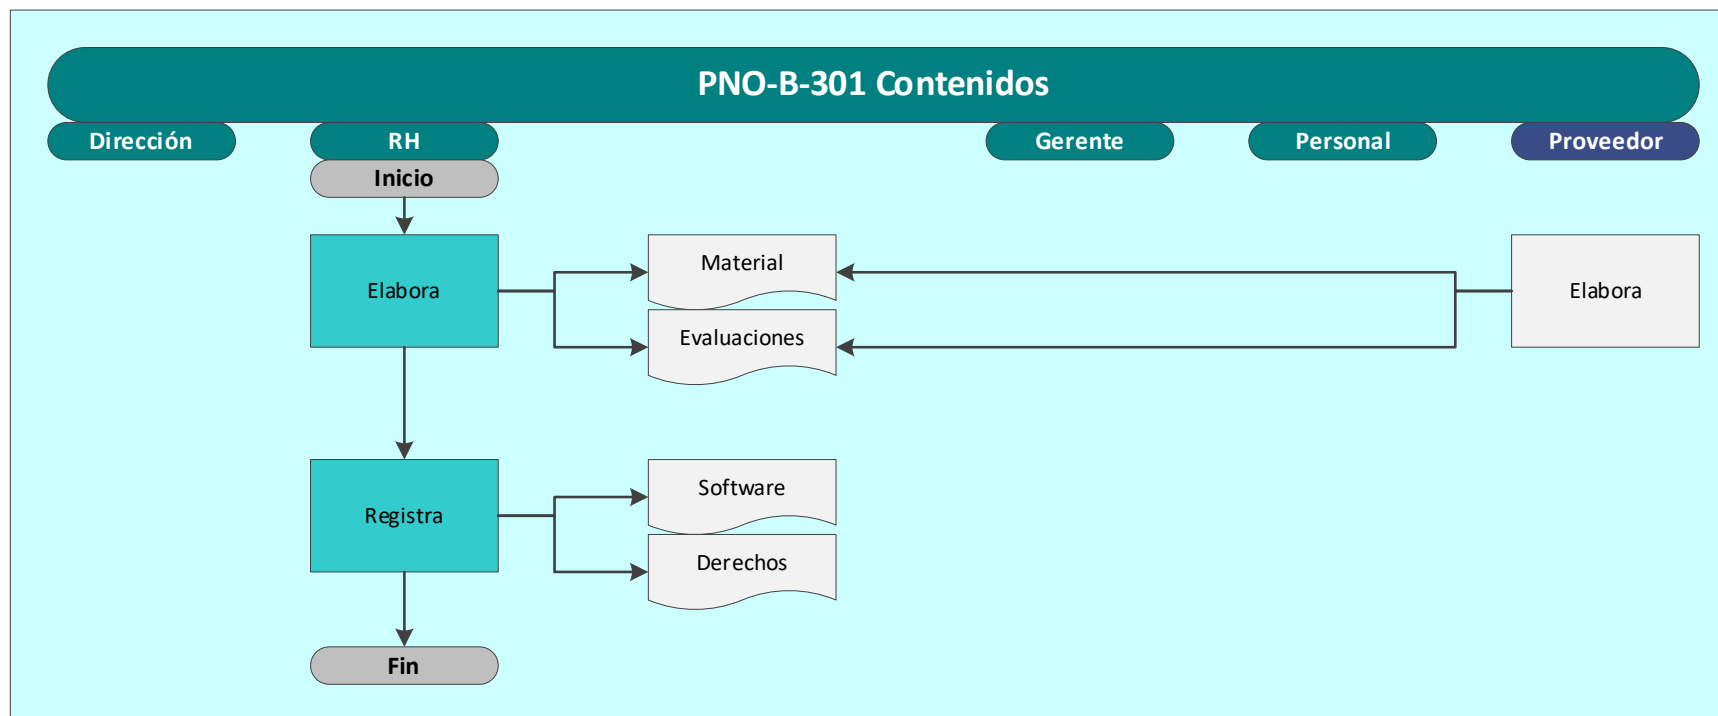 PNO-B-301 Contenidos
Dirección
RH
Gerente
Personal
Proveedor
Inicio
Elabora
Material
Elabora
Evaluaciones
Registra
Software
Derechos
Fin